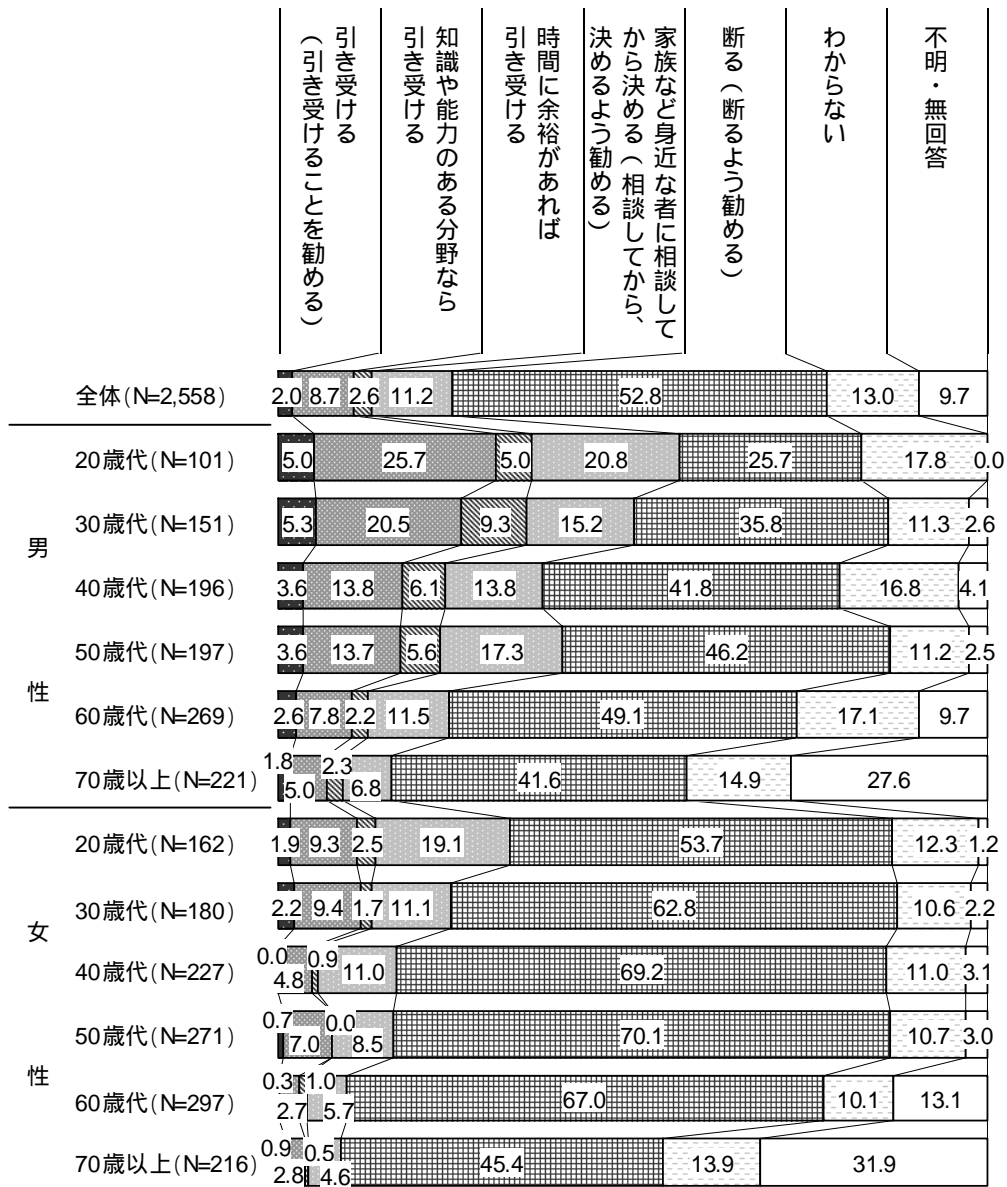 引き受ける
(引き受けることを勧める)
知識や能力のある分野なら
引き受ける
時間に余裕があれば
引き受ける
家族など身近な者に相談して
から決める(相談してから、
決めるよう勧める)
断る(断るよう勧める)
わからない
不明・無回答
全体(N=2,558) 2.0 8.7 2.6 11.2 52.8 13.0 9.7
男性
20歳代(N=101) 5.0 25.7 5.0 20.8 25.7 17.8 0.0
30歳代(N=151) 5.3 20.5 9.3 15.2 35.8 11.3 2.6
40歳代(N=196) 3.6 13.8 6.1 13.8 41.8 16.8 4.1
50歳代(N=197) 3.6 13.7 5.6 17.3 46.2 11.2 2.5
60歳代(N=269) 2.6 7.8 2.2 11.5 49.1 17.1 9.7
70歳以上(N=221) 1.8 5.0 2.3 6.8 41.6 14.9 27.6
女性
20歳代(N=162) 1.9 9.3 2.5 19.1 53.7 12.3 1.2
30歳代(N=180) 2.2 9.4 1.7 11.1 62.8 10.6 2.2
40歳代(N=227) 0.0 4.8 0.9 11.0 69.2 11.0 3.1
50歳代(N=271) 0.7 7.0 0.0 8.5 70.1 10.7 3.0
60歳代(N=297) 0.3 2.7 1.0 5.7 67.0 10.1 13.1
70歳以上(N=216) 0.9 2.8 0.5 4.6 45.4 13.9 31.9